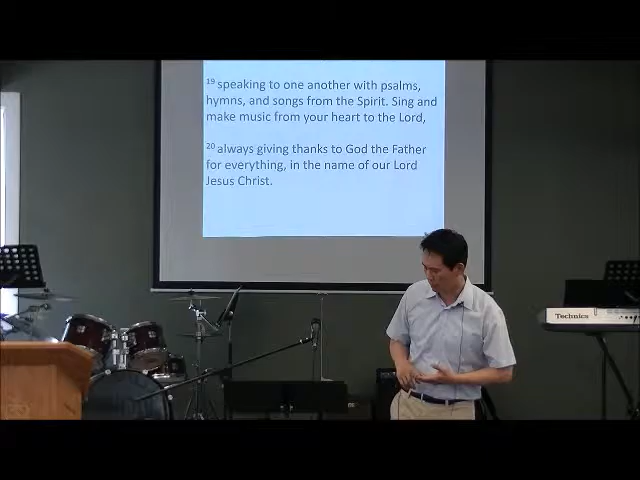 19 speaking to one another with psalms,
hymns, and songs from the Spirit. Sing and
make music from your heart to the Lord,
20 always giving thanks to God the Father
for everything, in the name of our Lord
Jesus Christ.
Technics